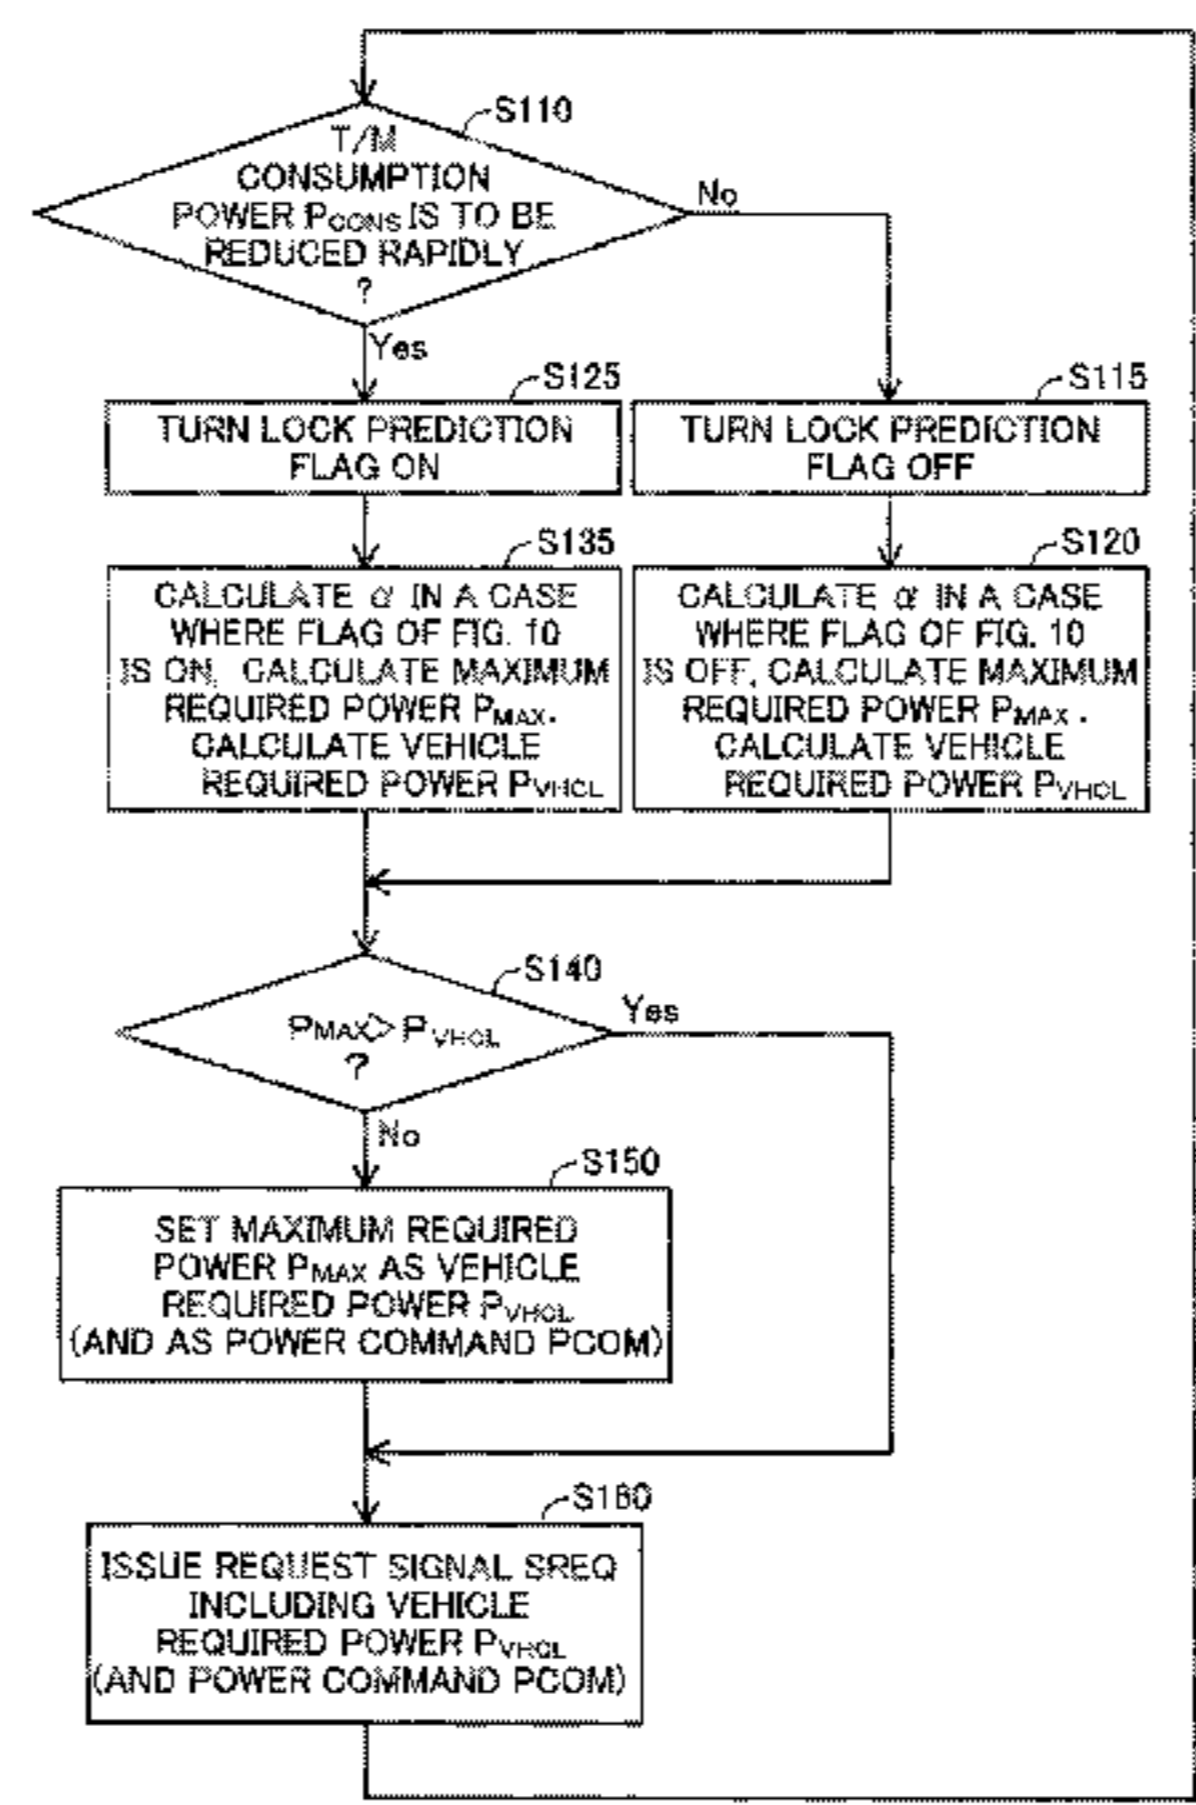 S110
T/M
CONSUMPTION
POWER PCONS IS TO BE
REDUCED RAPIDLY
?
No
Yes
S125
TURN LOCK PREDICTION
FLAG ON
S115
TURN LOCK PREDICTION
FLAG OFF
S135
CALCULATE α IN A CASE
WHERE FLAG OF FIG. 10
IS ON, CALCULATE MAXIMUM
REQUIRED POWER PMAX.
CALCULATE VEHICLE
REQUIRED POWER PVHCL
S120
CALCULATE α IN A CASE
WHERE FLAG OF FIG. 10
IS OFF, CALCULATE MAXIMUM
REQUIRED POWER PMAX.
CALCULATE VEHICLE
REQUIRED POWER PVHCL
S140
PMAX> PVHCL
?
Yes
No
S150
SET MAXIMUM REQUIRED
POWER PMAX AS VEHICLE
REQUIRED POWER PVHCL
(AND AS POWER COMMAND PCOM)
S160
ISSUE REQUEST SIGNAL SREQ
INCLUDING VEHICLE
REQUIRED POWER PVHCL
(AND POWER COMMAND PCOM)